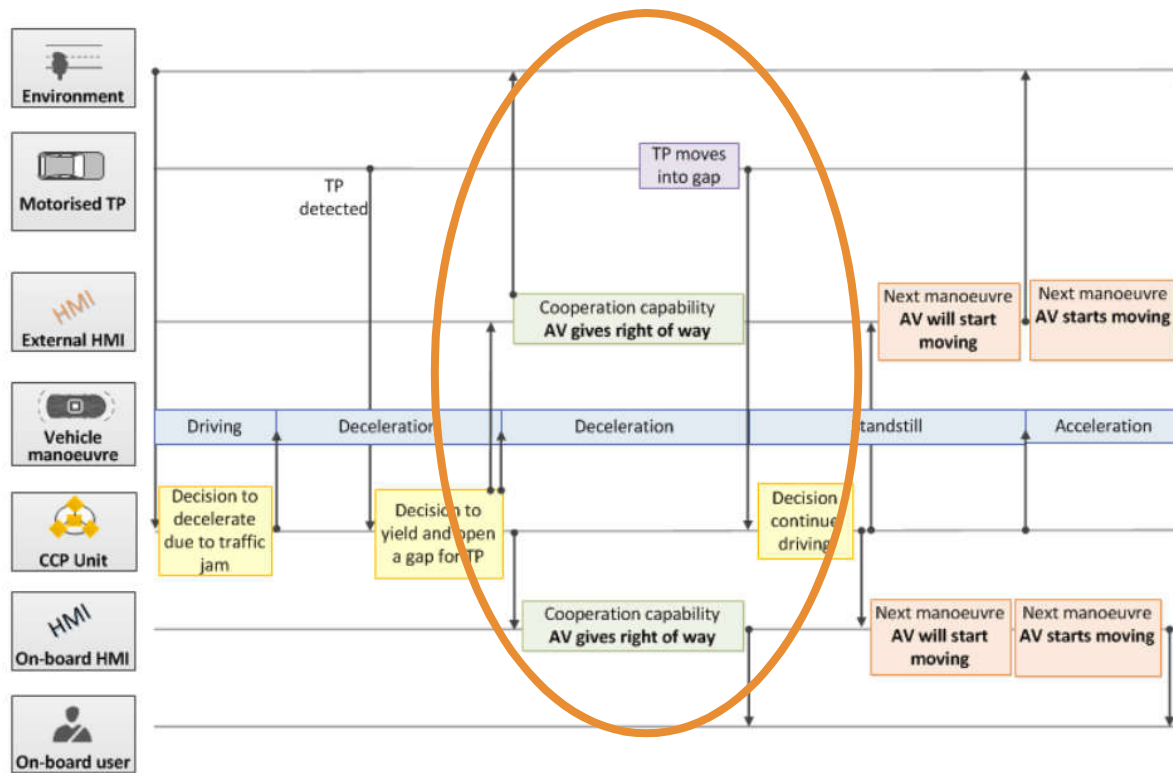 Environment
Motorised TP
TP
detected
TP moves
into gap
HMI
External HMI
Cooperation capability
AV gives right of way
Next manoeuvre
AV will start
moving
Next manoeuvre
AV starts moving
Vehicle
manoeuvre
Driving
Deceleration
Deceleration
tandstill
Acceleration
CCP Unit
Decision to
decelerate
due to traffic
jam
Decision to
yield and open
a gap for TP
Decision
continue
driving
HMI
On-board HMI
Cooperation capability
AV gives right of way
Next manoeuvre
AV will start
moving
Next manoeuvre
AV starts moving
On-board user